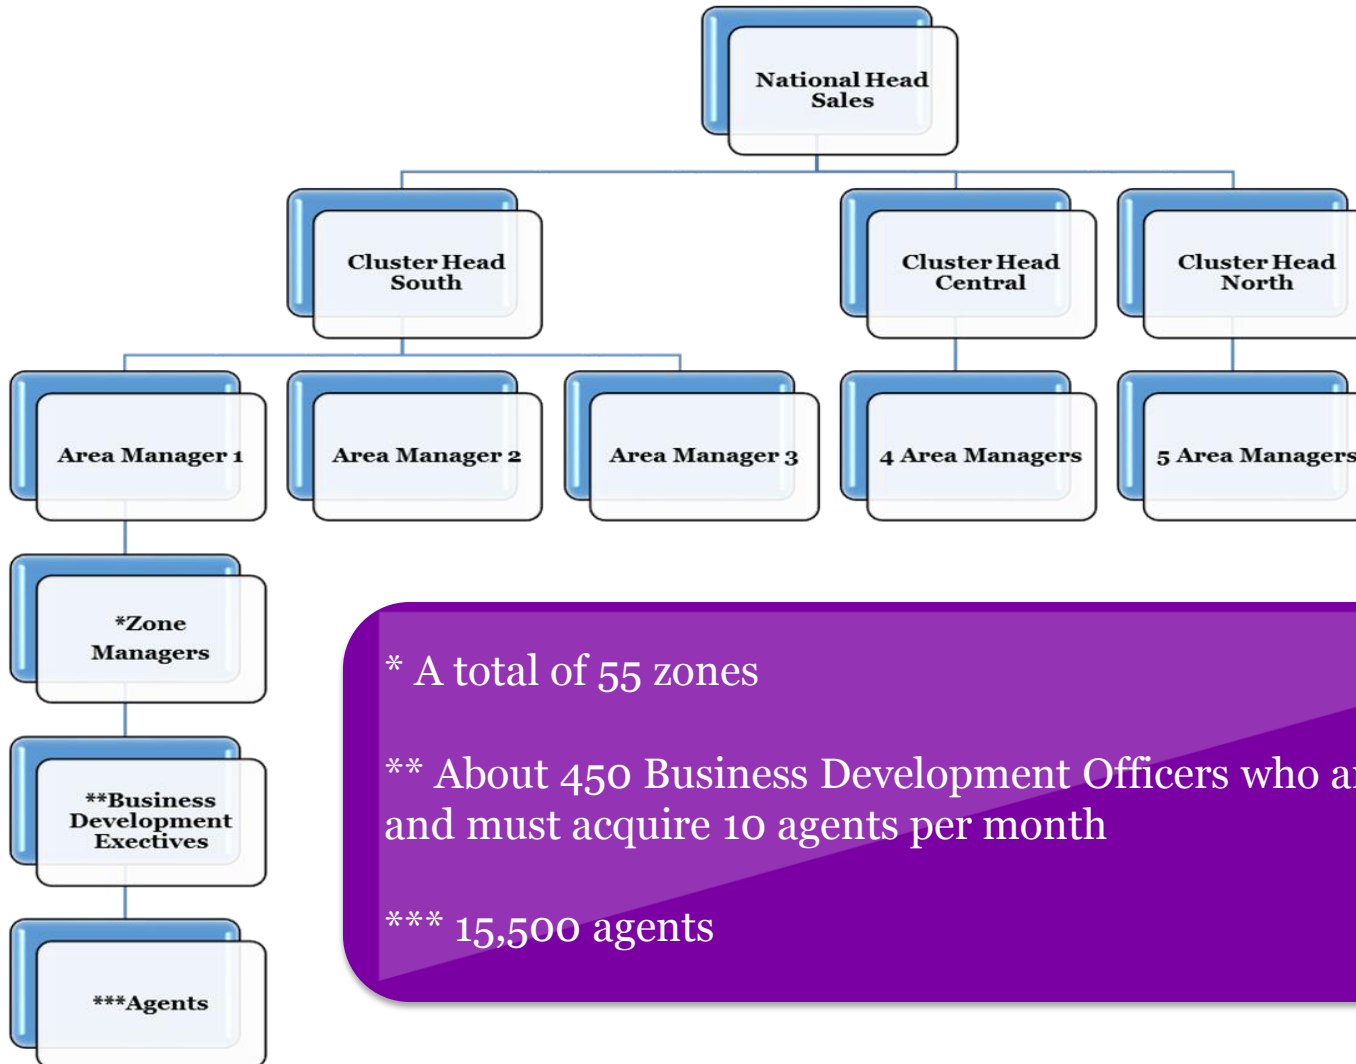 National Head
Sales
Cluster Head
South
Cluster Head
Central
Cluster Head
North
Area Manager 1
Area Manager 2
Area Manager 3
4 Area Managers
5 Area Managers
*Zone
Managers
**Business
Development
Exectives
***Agents
* A total of 55 zones
** About 450 Business Development Officers who
and must acquire 10 agents per month
*** 15,500 agents